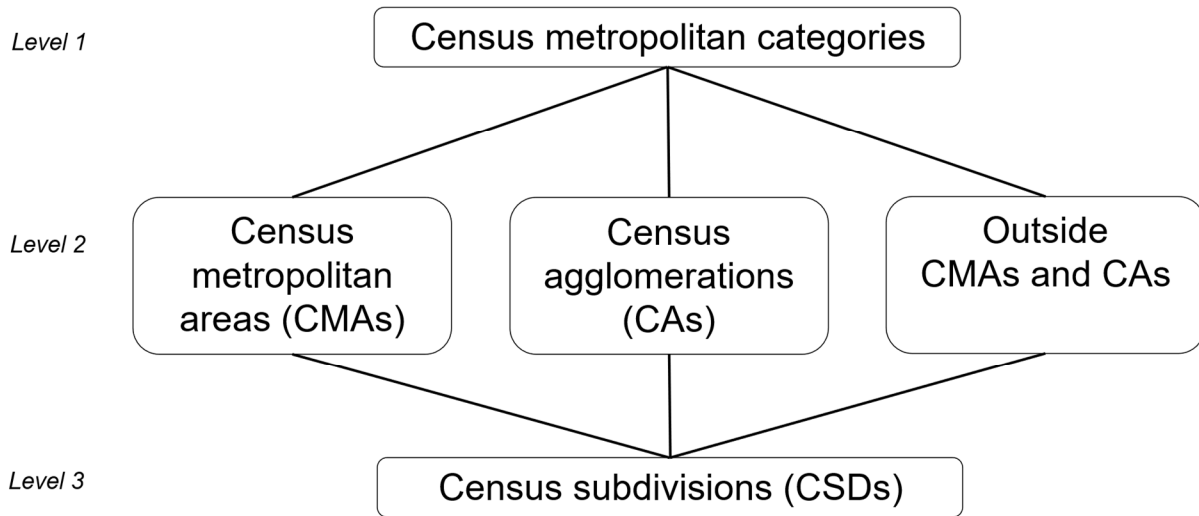 Level 1
Census metropolitan categories
Level 2
Census
metropolitan
areas (CMAs)
Census
agglomerations
(CAs)
Outside
CMAs and CAs
Level 3
Census subdivisions (CSDs)